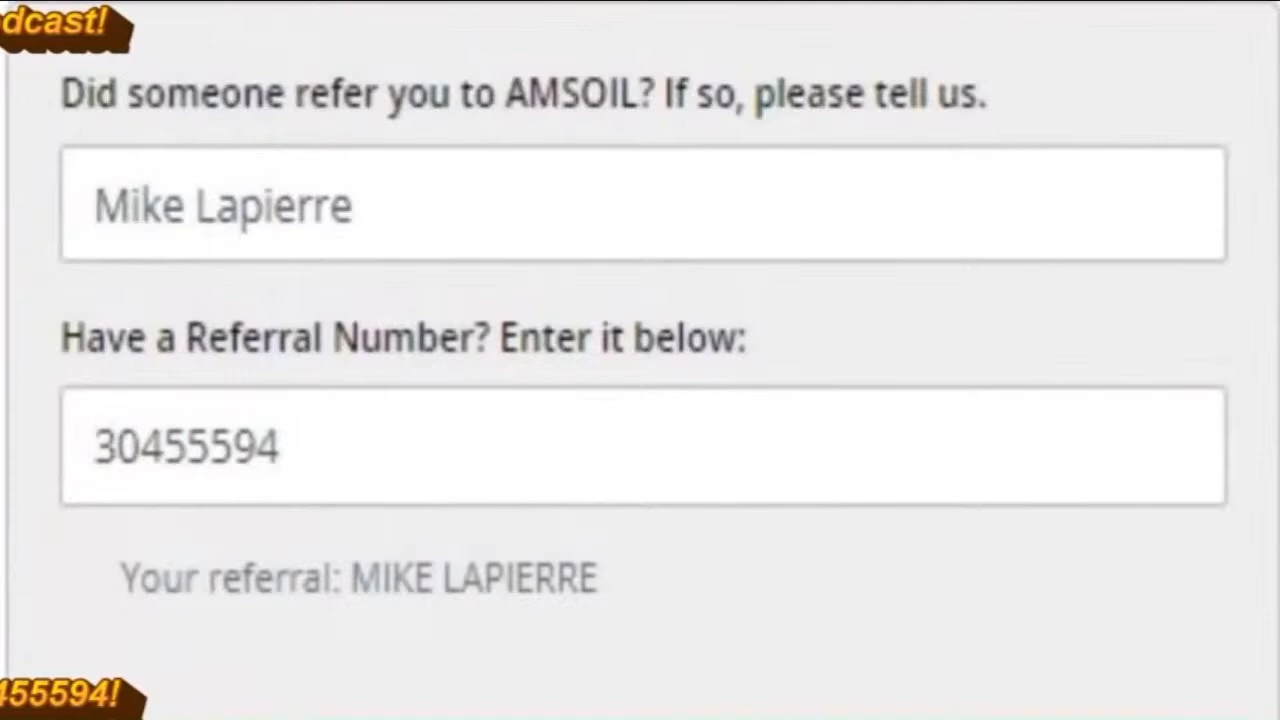 dcast!
Did someone refer you to AMSOIL? If so, please tell us.
Mike Lapierre
Have a Referral Number? Enter it below:
30455594
Your referral: MIKE LAPIERRE
455594!